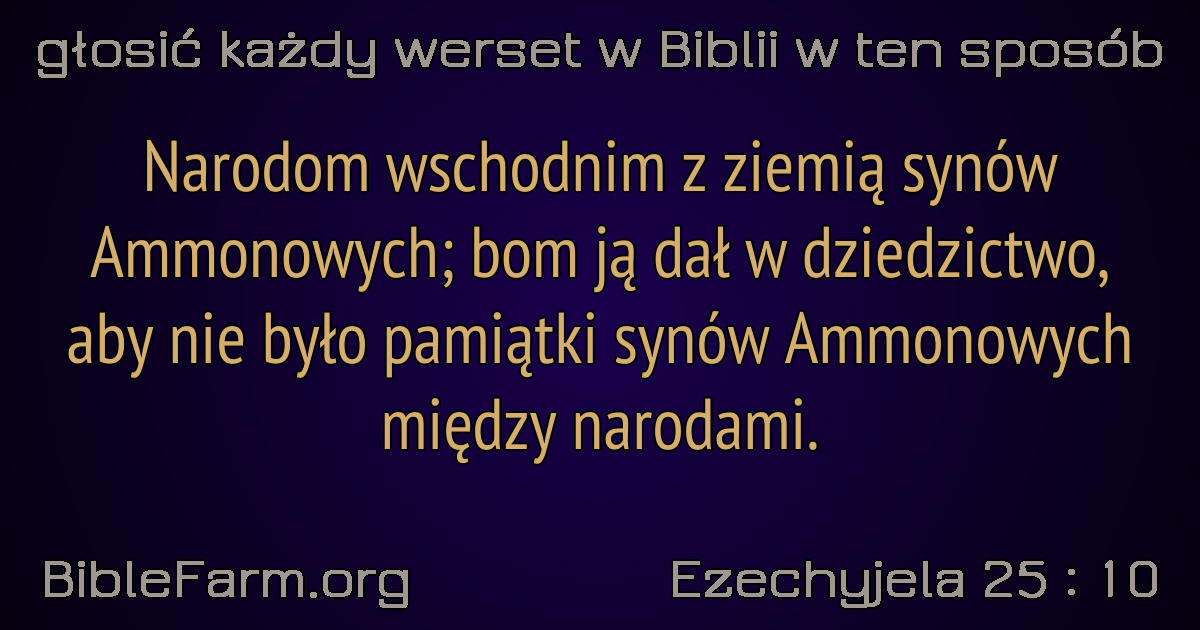 głosić każdy werset w Biblii w ten sposób
Narodom wschodnim z ziemią synów
Ammonowych; bom ją dał w dziedzictwo,
aby nie było pamiątki synów Ammonowych
między narodami.
BibleFarm.org
Ezechyjela 25 : 10